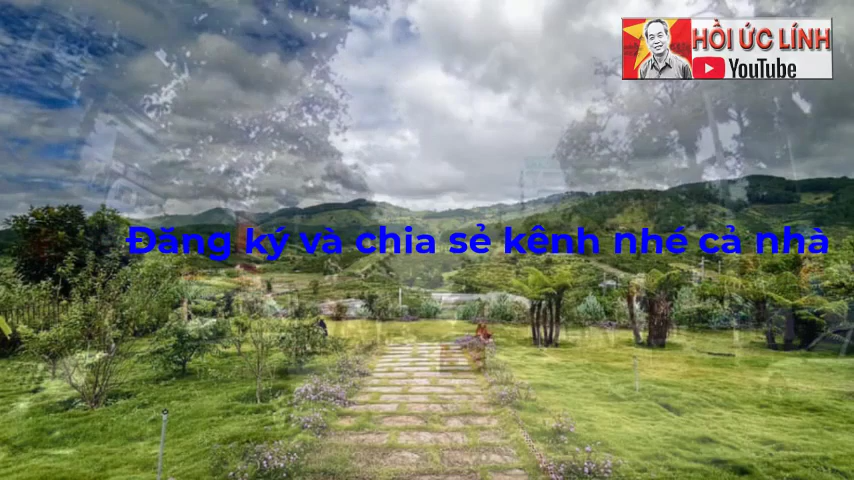 HỒI ỨC LÍNH
YouTube
Đăng ký và chia sẻ kênh nhé cả nhà